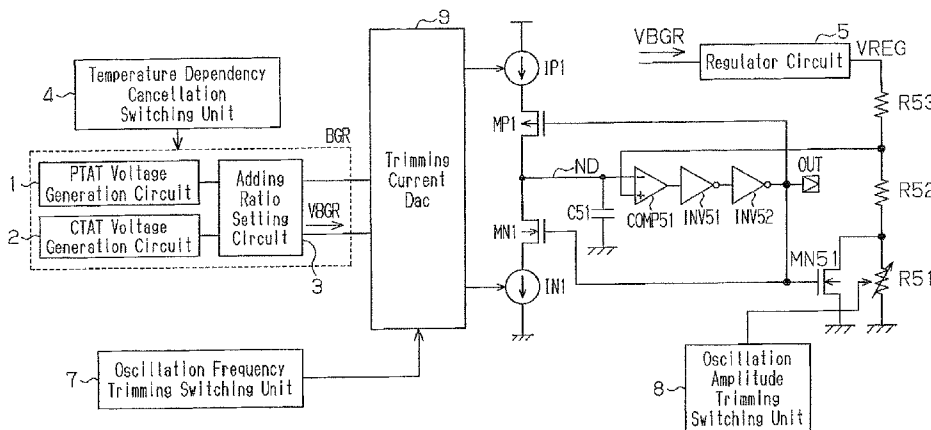 9
5
VBGR
Regulator Circuit
VREG
IP1
R53
4
Temperature Dependency
Cancellation
Switching Unit
MP1
BGR
ND
OUT
1
PTAT Voltage
Generation Circuit
Adding
Ratio
Setting
Circuit
VBGR
Trimming
Current
Dac
C51
COMP51
INV51
INV52
R52
2
CTAT Voltage
Generation Circuit
3
MN1
MN51
R51
IN1
7
Oscillation Frequency
Trimming Switching Unit
8
Oscillation
Amplitude
Trimming
Switching Unit